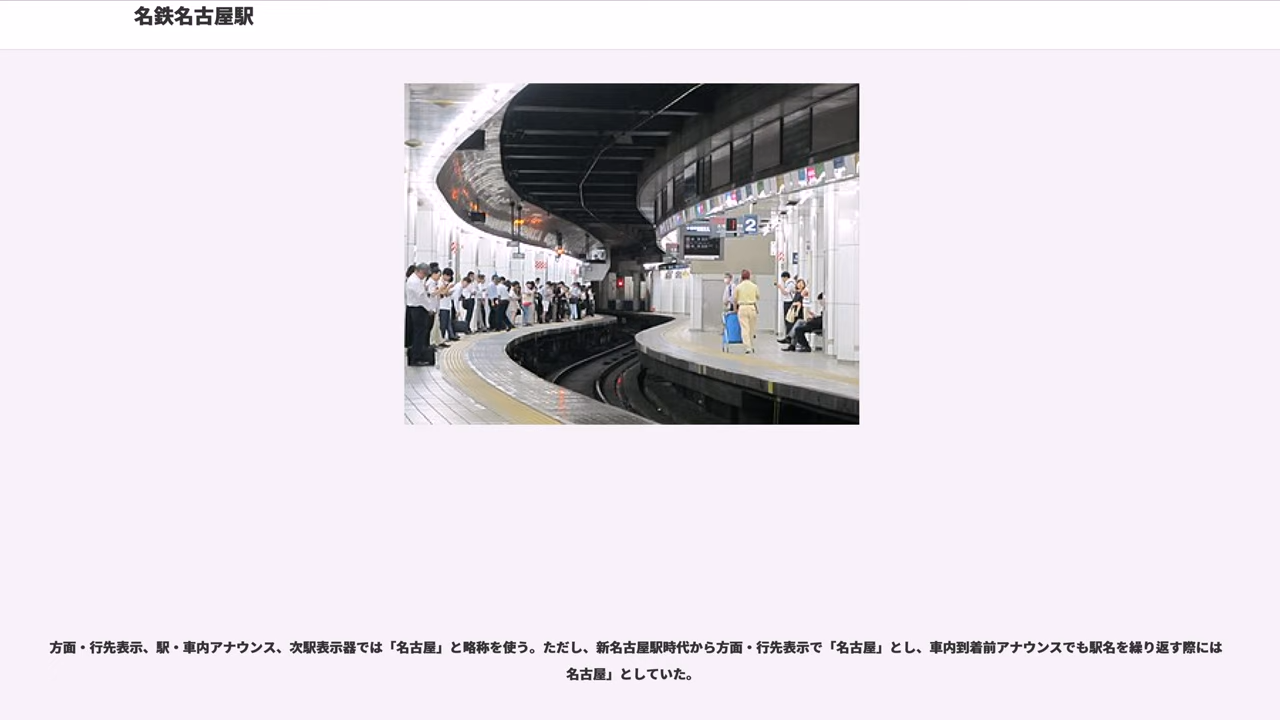 名鉄名古屋駅
2
方面・行先表示、駅・車内アナウンス、次駅表示器では「名古屋」と略称を使う。ただし、新名古屋駅時代から方面・行先表示で「名古屋」とし、車内到着前アナウンスでも駅名を繰り返す際には
名古屋」としていた。